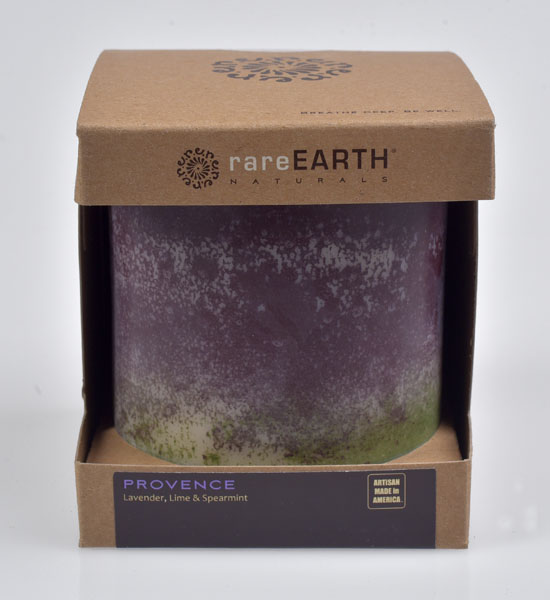 BREATHE DEEP. BE WELL.
rareEARTH®
NATURALS
PROVENCE
Lavender, Lime & Spearmint
ARTISAN
MADE in
AMERICA